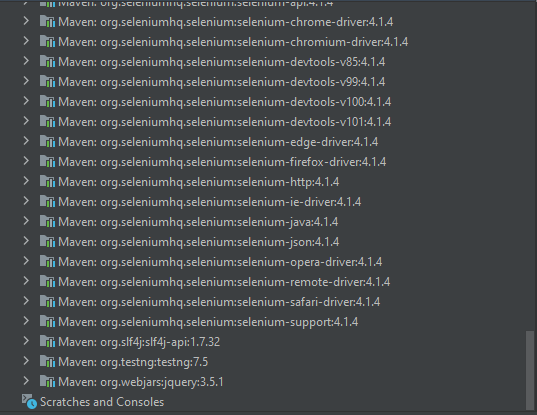 Maven: org.seleniumhq.selenium:selenium-api:4.1.4
Maven: org.seleniumhq.selenium:selenium-chrome-driver:4.1.4
Maven: org.seleniumhq.selenium:selenium-chromium-driver:4.1.4
Maven: org.seleniumhq.selenium:selenium-devtools-v85:4.1.4
Maven: org.seleniumhq.selenium:selenium-devtools-v99:4.1.4
Maven: org.seleniumhq.selenium:selenium-devtools-v100:4.1.4
Maven: org.seleniumhq.selenium:selenium-devtools-v101:4.1.4
Maven: org.seleniumhq.selenium:selenium-edge-driver:4.1.4
Maven: org.seleniumhq.selenium:selenium-firefox-driver:4.1.4
Maven: org.seleniumhq.selenium:selenium-http:4.1.4
Maven: org.seleniumhq.selenium:selenium-ie-driver:4.1.4
Maven: org.seleniumhq.selenium:selenium-java:4.1.4
Maven: org.seleniumhq.selenium:selenium-json:4.1.4
Maven: org.seleniumhq.selenium:selenium-opera-driver:4.1.4
Maven: org.seleniumhq.selenium:selenium-remote-driver:4.1.4
Maven: org.seleniumhq.selenium:selenium-safari-driver:4.1.4
Maven: org.seleniumhq.selenium:selenium-support:4.1.4
Maven: org.slf4j:slf4j-api:1.7.32
Maven: org.testng:testng:7.5
Maven: org.webjars:jquery:3.5.1
Scratches and Consoles